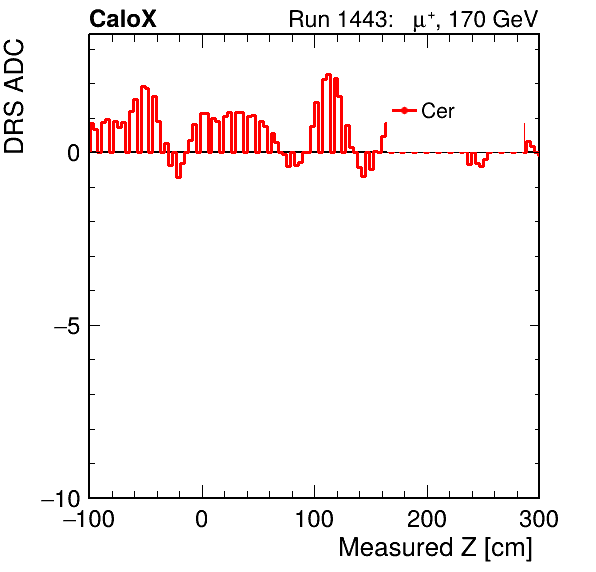 CaloX Run 1443: μ⁺, 170 GeV
DRS ADC
Cer
0
−5
−10
−100 0 100 200 300
Measured Z [cm]